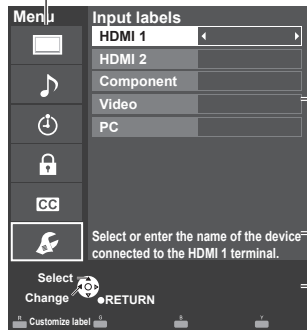 Menu
Input labels
HDMI 1
HDMI 2
Component
Video
PC
CC
Select or enter the name of the device
connected to the HDMI 1 terminal.
Select
Change
RETURN
R G B Y
Customize label